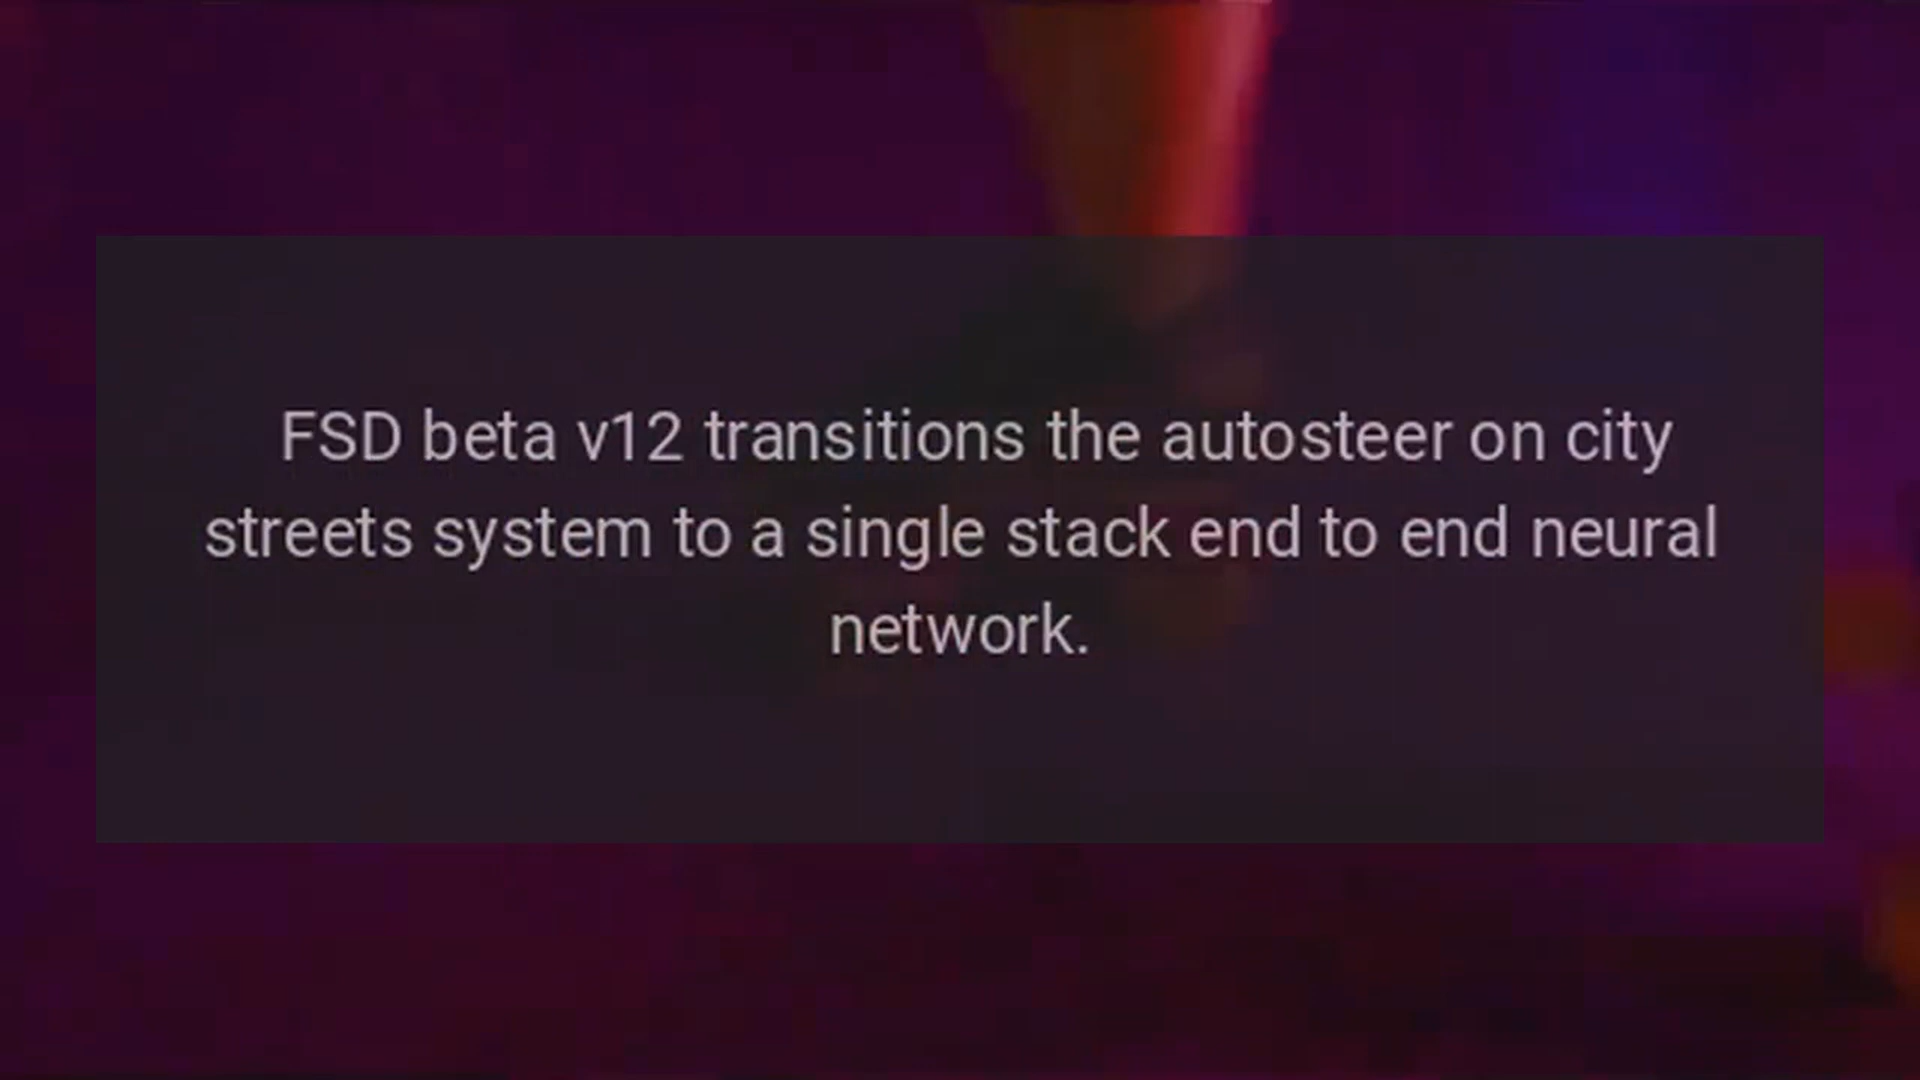 FSD beta v12 transitions the autosteer on city
streets system to a single stack end to end neural
network.